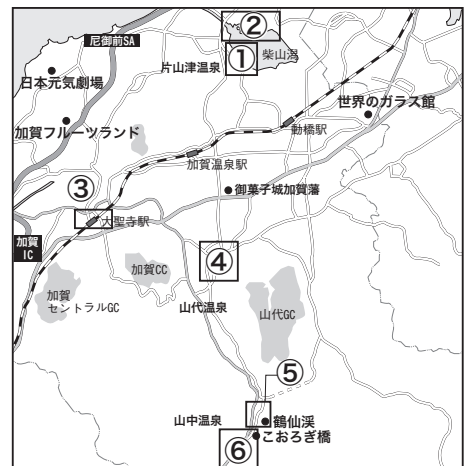 ②
尼御前SA
①
柴山潟
片山津温泉
日本元気劇場
世界のガラス館
加賀フルーツランド
動橋駅
加賀温泉駅
③
御菓子城加賀藩
大聖寺駅
加賀
IC
④
加賀CC
加賀
セントラルGC
山代温泉
山代GC
⑤
山中温泉
鶴仙渓
こおろぎ橋
⑥